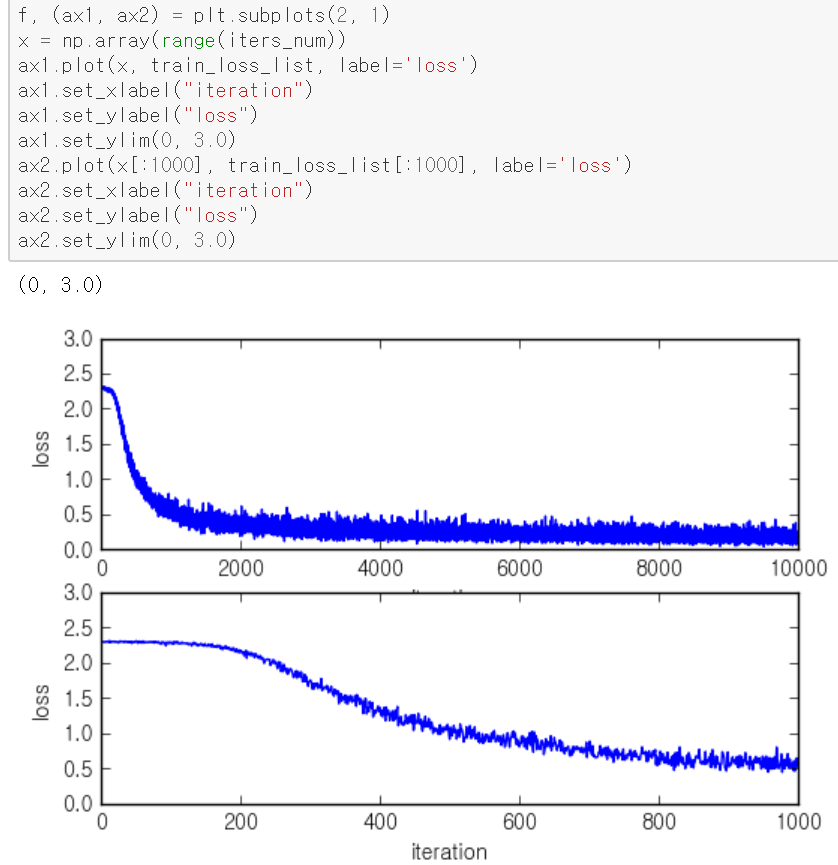 f, (ax1, ax2) = plt.subplots(2, 1)
x = np.array(range(iters_num))
ax1.plot(x, train_loss_list, label='loss')
ax1.set_xlabel("iteration")
ax1.set_ylabel("loss")
ax1.set_ylim(0, 3.0)
ax2.plot(x[:1000], train_loss_list[:1000], label='loss')
ax2.set_xlabel("iteration")
ax2.set_ylabel("loss")
ax2.set_ylim(0, 3.0)
(0, 3.0)
3.0
2.5
2.0
1.5
1.0
0.5
0.0
loss
0 2000 4000 6000 8000 10000
3.0
2.5
2.0
1.5
1.0
0.5
0.0
loss
0 200 400 600 800 1000
iteration